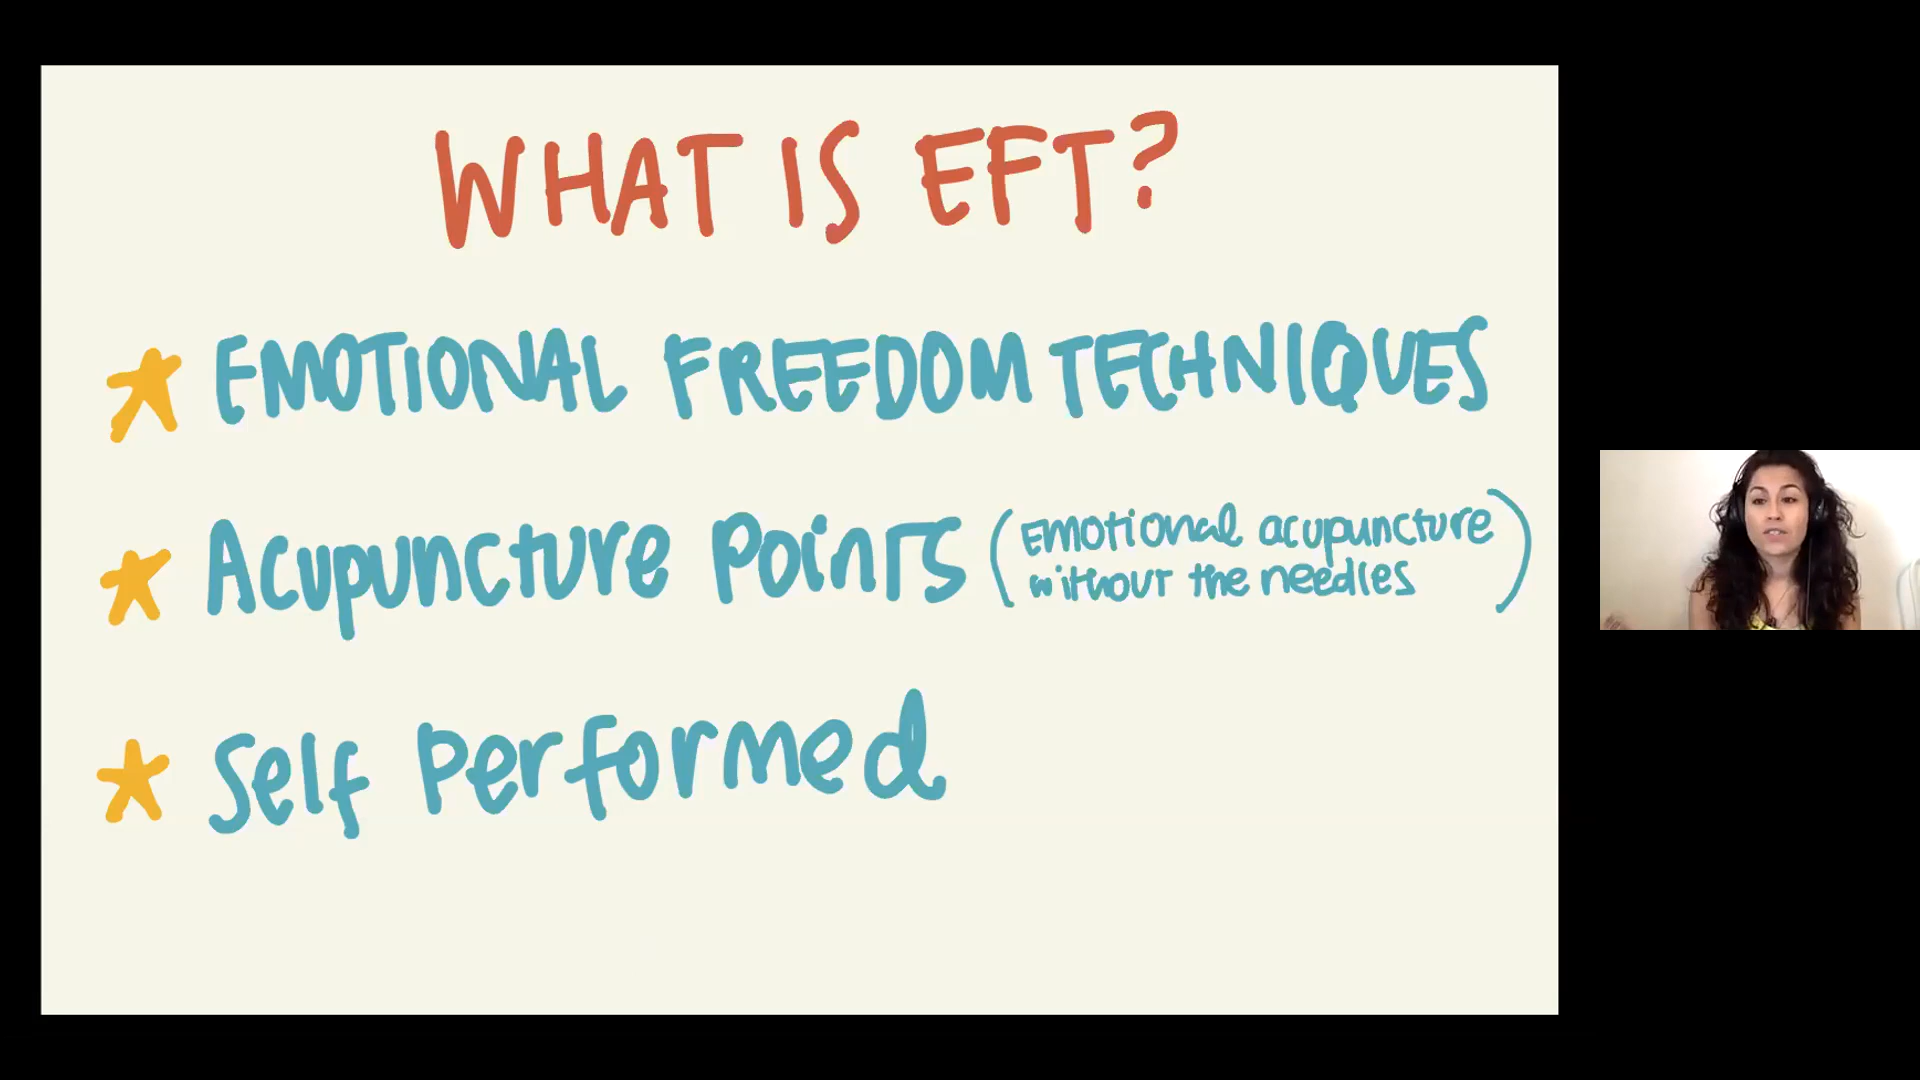 WHAT IS EFT?
EMOTIONAL FREEDOM TECHNIQUES
Acupuncture Points (Emotional acupuncture
without the needles)
Self Performed